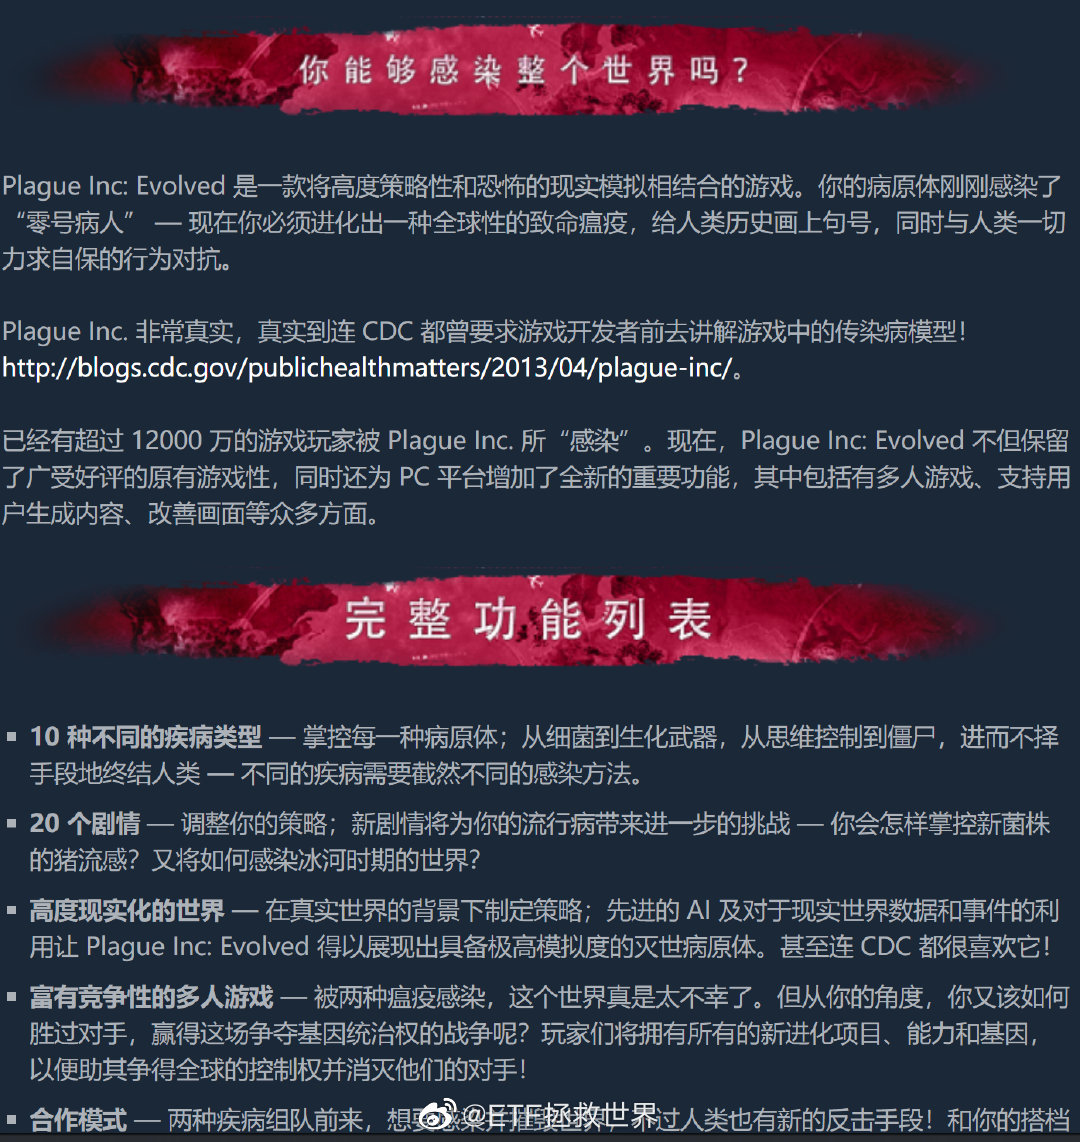 你能够感染整个世界吗？
Plague Inc: Evolved 是一款将高度策略性和恐怖的现实模拟相结合的游戏。你的病原体刚刚感染了
“零号病人” — 现在你必须进化出一种全球性的致命瘟疫，给人类历史画上句号，同时与人类一切
力求自保的行为对抗。
Plague Inc. 非常真实，真实到连 CDC 都曾要求游戏开发者前去讲解游戏中的传染病模型！
http://blogs.cdc.gov/publichealthmatters/2013/04/plague-inc/。
已经有超过 12000 万的游戏玩家被 Plague Inc. 所“感染”。现在，Plague Inc: Evolved 不但保留
了广受好评的原有游戏性，同时还为 PC 平台增加了全新的重要功能，其中包括有多人游戏、支持用
户生成内容、改善画面等众多方面。
完整功能列表
▪ 10 种不同的疾病类型 — 掌控每一种病原体；从细菌到生化武器，从思维控制到僵尸，进而不择
手段地终结人类 — 不同的疾病需要截然不同的感染方法。
▪ 20 个剧情 — 调整你的策略；新剧情将为你的流行病带来进一步的挑战 — 你会怎样掌控新菌株
的猪流感？又将如何感染冰河时期的世界？
▪ 高度现实化的世界 — 在真实世界的背景下制定策略；先进的 AI 及对于现实世界数据和事件的利
用让 Plague Inc: Evolved 得以展现出具备极高模拟度的灭世病原体。甚至连 CDC 都很喜欢它！
▪ 富有竞争性的多人游戏 — 被两种瘟疫感染，这个世界真是太不幸了。但从你的角度，你又该如何
胜过对手，赢得这场争夺基因统治权的战争呢？玩家们将拥有所有的新进化项目、能力和基因，
以便助其争得全球的控制权并消灭他们的对手！
▪ 合作模式 — 两种疾病组队前来，想要感染并摧毁世界，过人类也有新的反击手段！和你的搭档
@ETF拯救世界